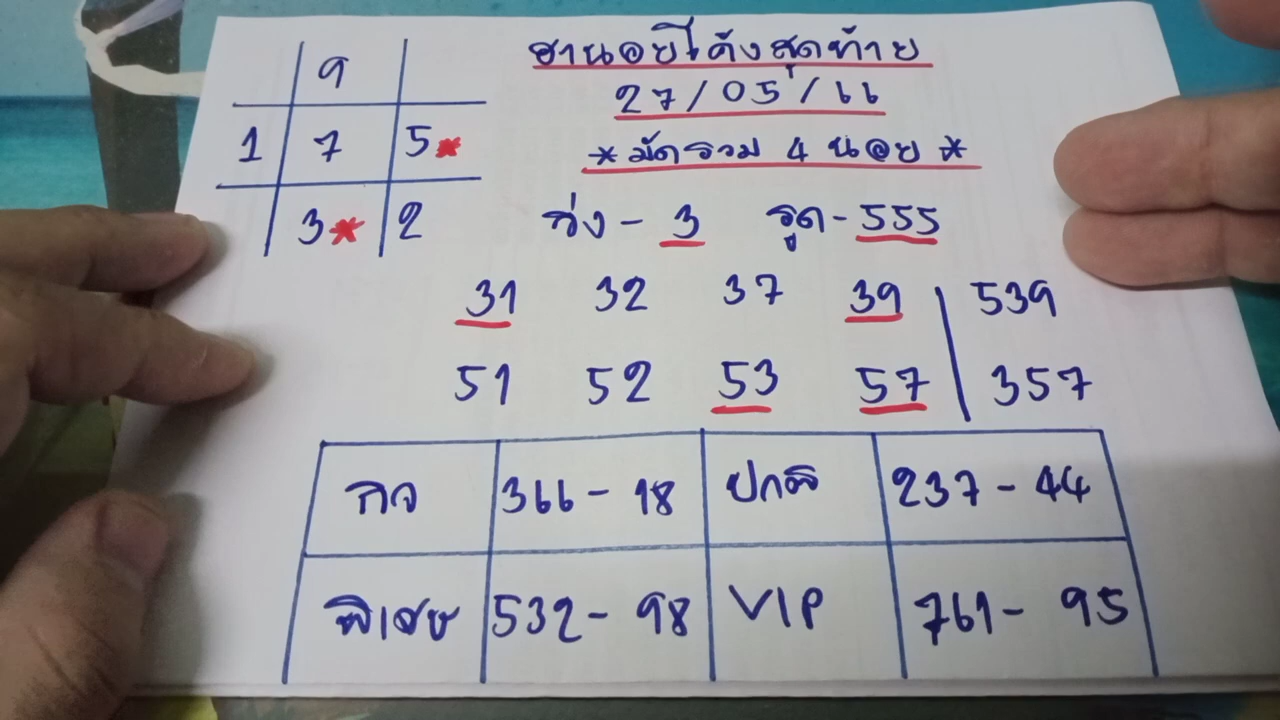 ฮานอยโค้งสุดท้าย
27/05/66
*มัดรวม 4 นอย*
9
1 7 5*
3* 2
วิ่ง - 3 รูด - 555
31 32 37 39 539
51 52 53 57 357
กิจ 366 - 18 ปกติ 237 - 44
พิเศษ 532 - 98 VIP 761 - 95